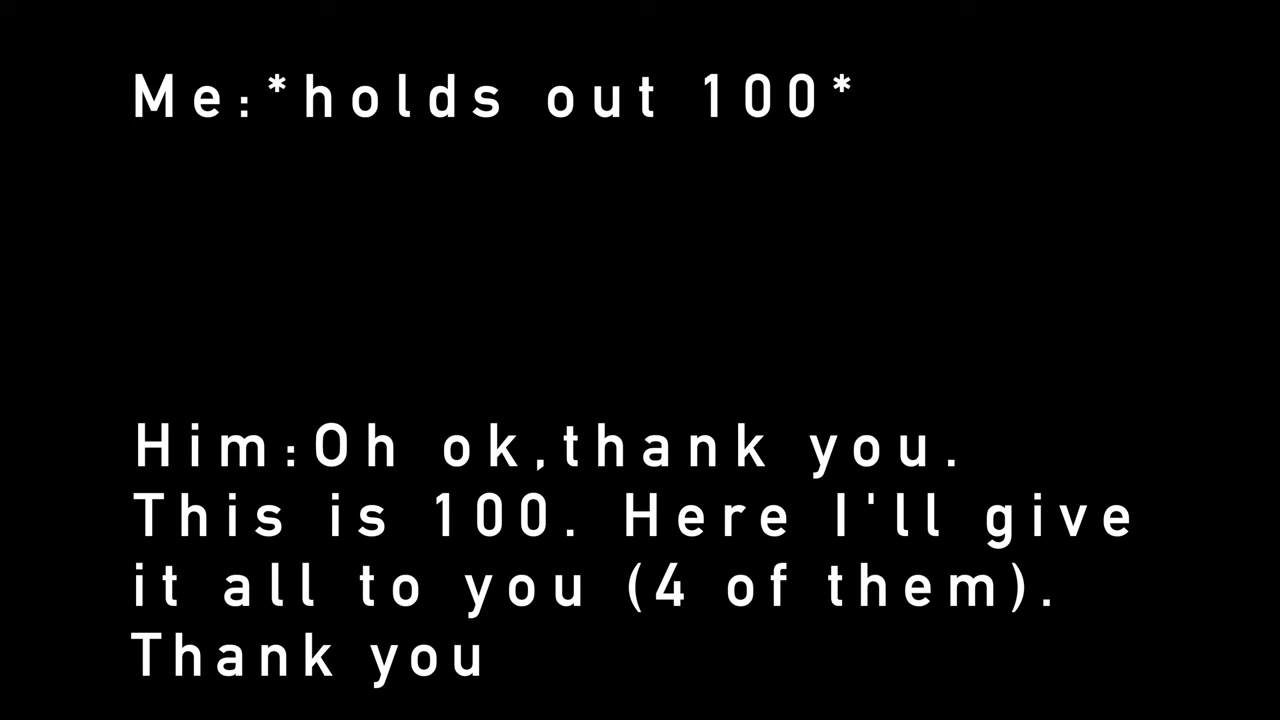 Me:*holds out 100*
Him:Oh ok,thank you.
This is 100. Here I'll give
it all to you (4 of them).
Thank you